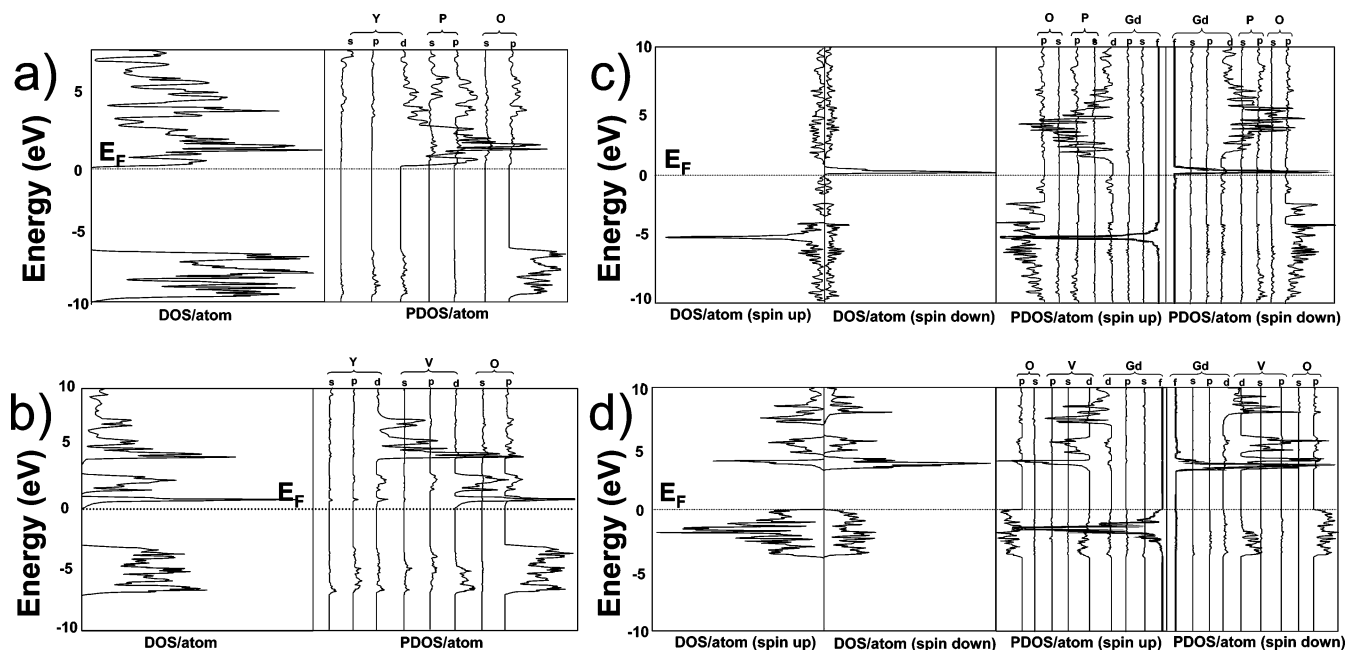 a)
Y P O
s p d s p s p
Energy (eV)
5
E_F
0
-5
-10
DOS/atom PDOS/atom
c)
O P Gd Gd P O
p s p s d p s f f s p d s p s p
Energy (eV)
10
5
E_F
0
-5
-10
DOS/atom (spin up) DOS/atom (spin down) PDOS/atom (spin up) PDOS/atom (spin down)
b)
Y V O
s p d s p d s p
Energy (eV)
10
5
E_F
0
-5
-10
DOS/atom PDOS/atom
d)
O V Gd Gd V O
p s p s d d p s f f s p d d s p s p
Energy (eV)
10
5
E_F
0
-5
-10
DOS/atom (spin up) DOS/atom (spin down) PDOS/atom (spin up) PDOS/atom (spin down)